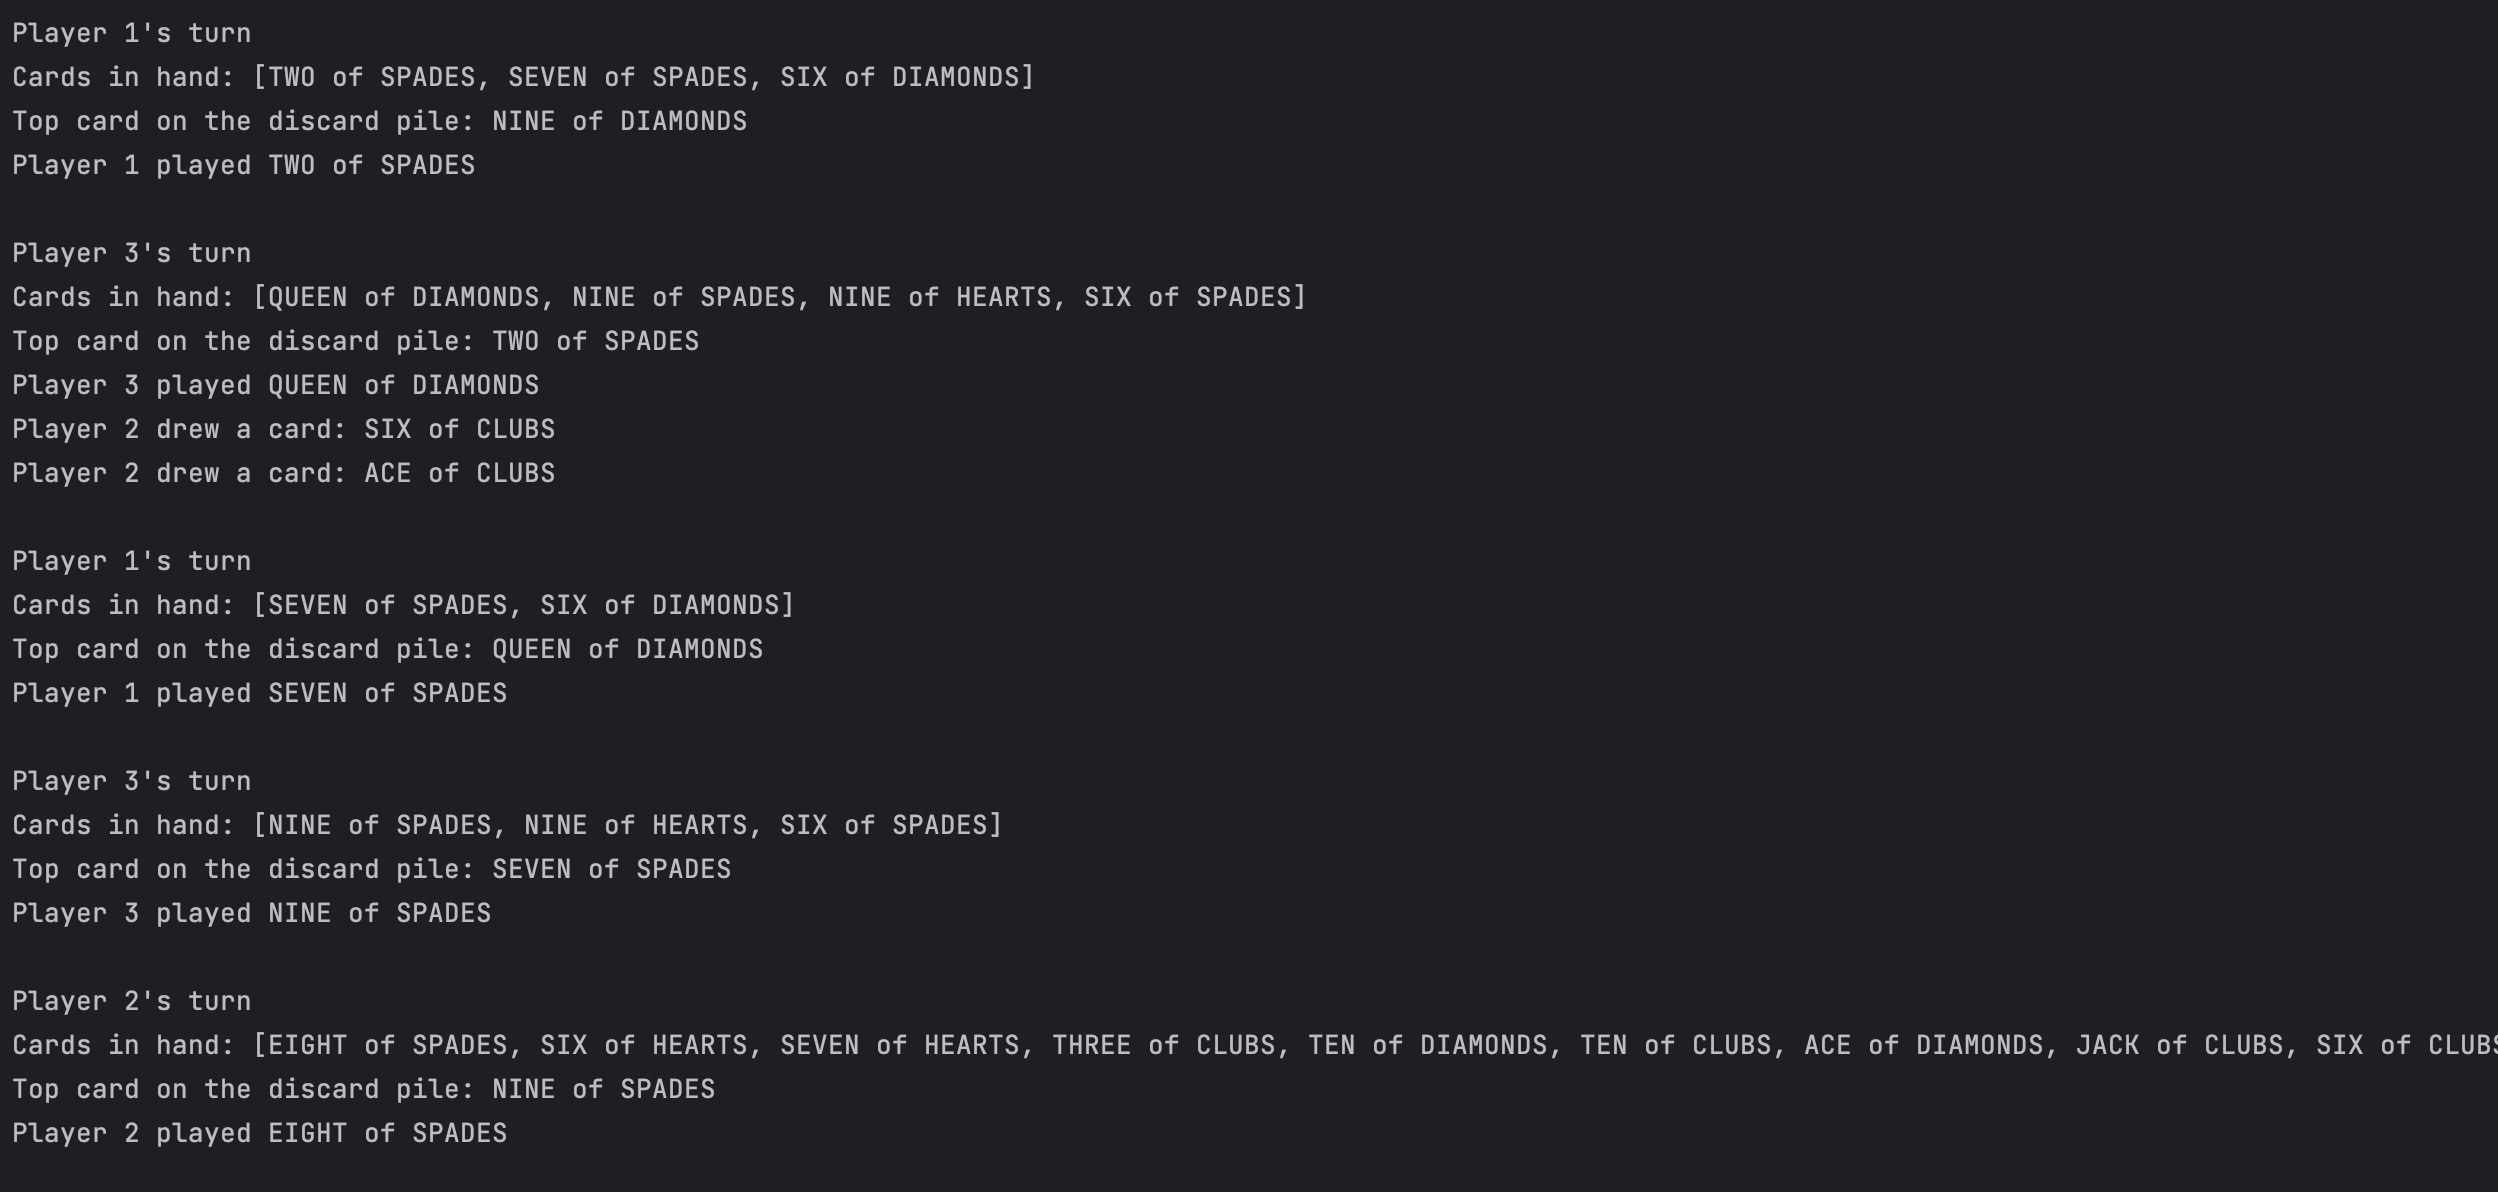 Player 1's turn
Cards in hand: [TWO of SPADES, SEVEN of SPADES, SIX of DIAMONDS]
Top card on the discard pile: NINE of DIAMONDS
Player 1 played TWO of SPADES
Player 3's turn
Cards in hand: [QUEEN of DIAMONDS, NINE of SPADES, NINE of HEARTS, SIX of SPADES]
Top card on the discard pile: TWO of SPADES
Player 3 played QUEEN of DIAMONDS
Player 2 drew a card: SIX of CLUBS
Player 2 drew a card: ACE of CLUBS
Player 1's turn
Cards in hand: [SEVEN of SPADES, SIX of DIAMONDS]
Top card on the discard pile: QUEEN of DIAMONDS
Player 1 played SEVEN of SPADES
Player 3's turn
Cards in hand: [NINE of SPADES, NINE of HEARTS, SIX of SPADES]
Top card on the discard pile: SEVEN of SPADES
Player 3 played NINE of SPADES
Player 2's turn
Cards in hand: [EIGHT of SPADES, SIX of HEARTS, SEVEN of HEARTS, THREE of CLUBS, TEN of DIAMONDS, TEN of CLUBS, ACE of DIAMONDS, JACK of CLUBS, SIX of CLUBS
Top card on the discard pile: NINE of SPADES
Player 2 played EIGHT of SPADES